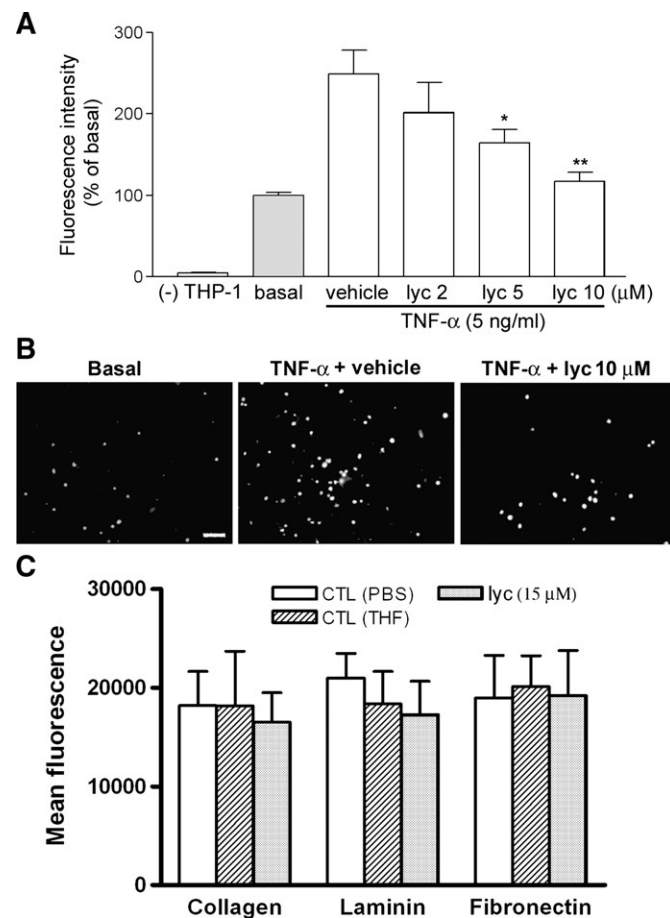 A
Fluorescence intensity
(% of basal)
300
200
100
0
(-) THP-1 basal vehicle lyc 2 lyc 5 lyc 10 (μM)
* 
**
TNF-α (5 ng/ml)
B
Basal TNF-α + vehicle TNF-α + lyc 10 μM
C
Mean fluorescence
30000
20000
10000
0
CTL (PBS) lyc (15 μM)
CTL (THF)
Collagen Laminin Fibronectin